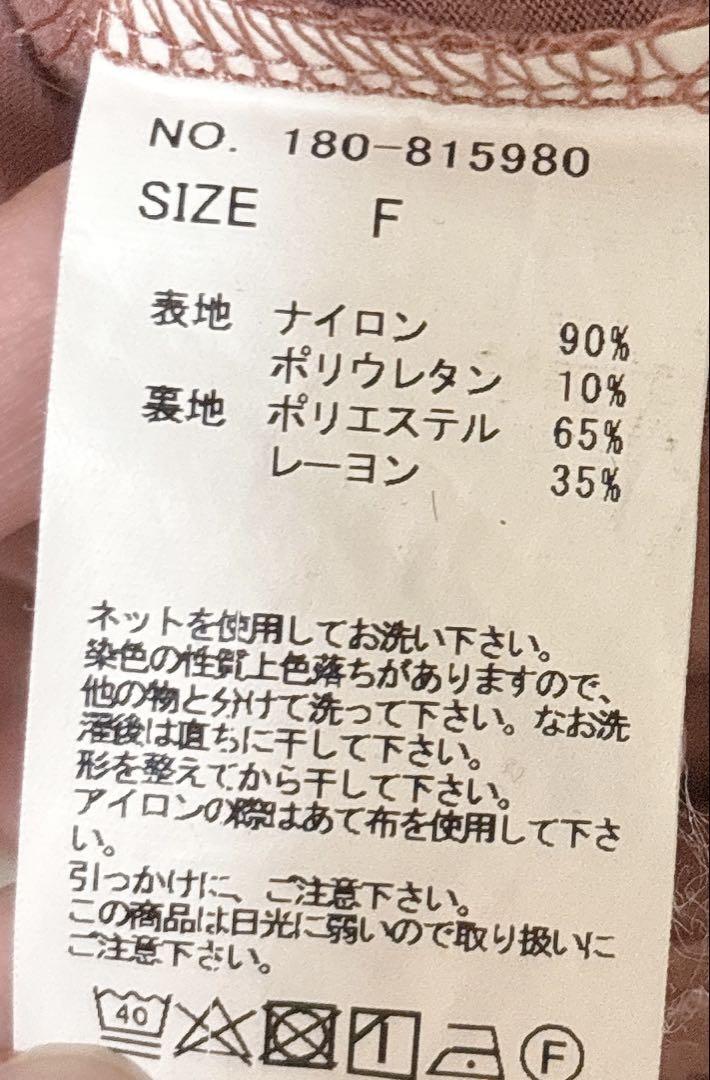 NO. 180-815980
SIZE F
表地 ナイロン 90%
ポリウレタン 10%
裏地 ポリエステル 65%
レーヨン 35%
ネットを使用してお洗い下さい。
染色の性質上色落ちがありますので、
他の物と分けて洗って下さい。なお洗
濯後は直ちに干して下さい。
形を整えてから干して下さい。
アイロンの際はあて布を使用して下さ
い。
引っかけに、ご注意下さい。
この商品は日光に弱いので取り扱いに
ご注意下さい。
40 F